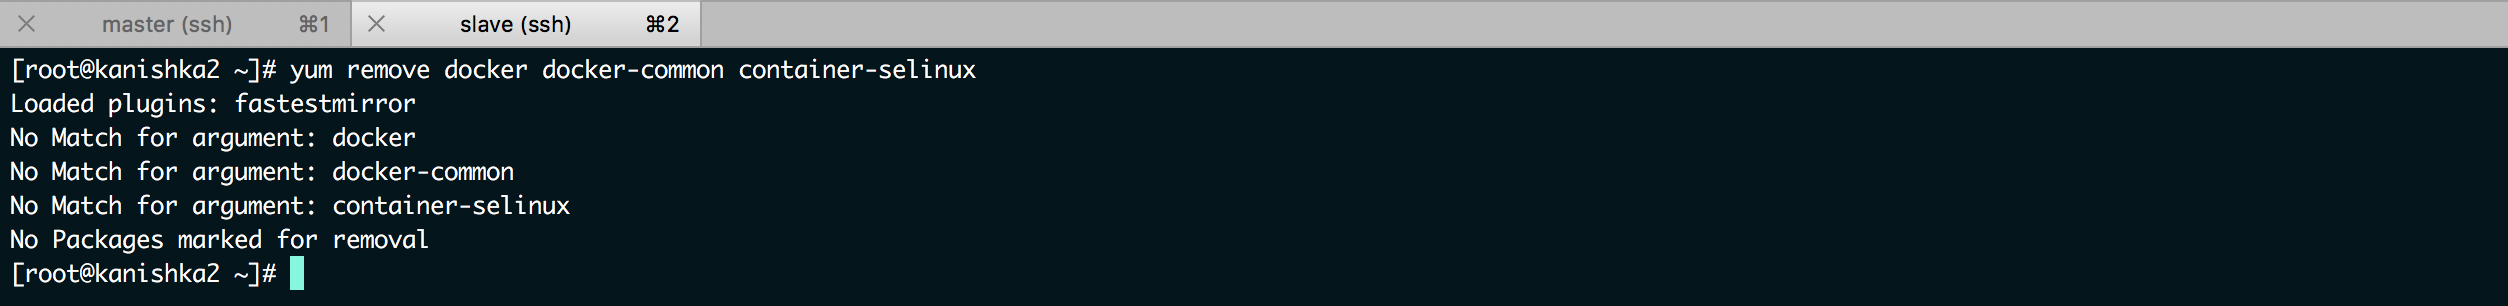 master (ssh) ⌘1 slave (ssh) ⌘2
[root@kanishka2 ~]# yum remove docker docker-common container-selinux
Loaded plugins: fastestmirror
No Match for argument: docker
No Match for argument: docker-common
No Match for argument: container-selinux
No Packages marked for removal
[root@kanishka2 ~]#